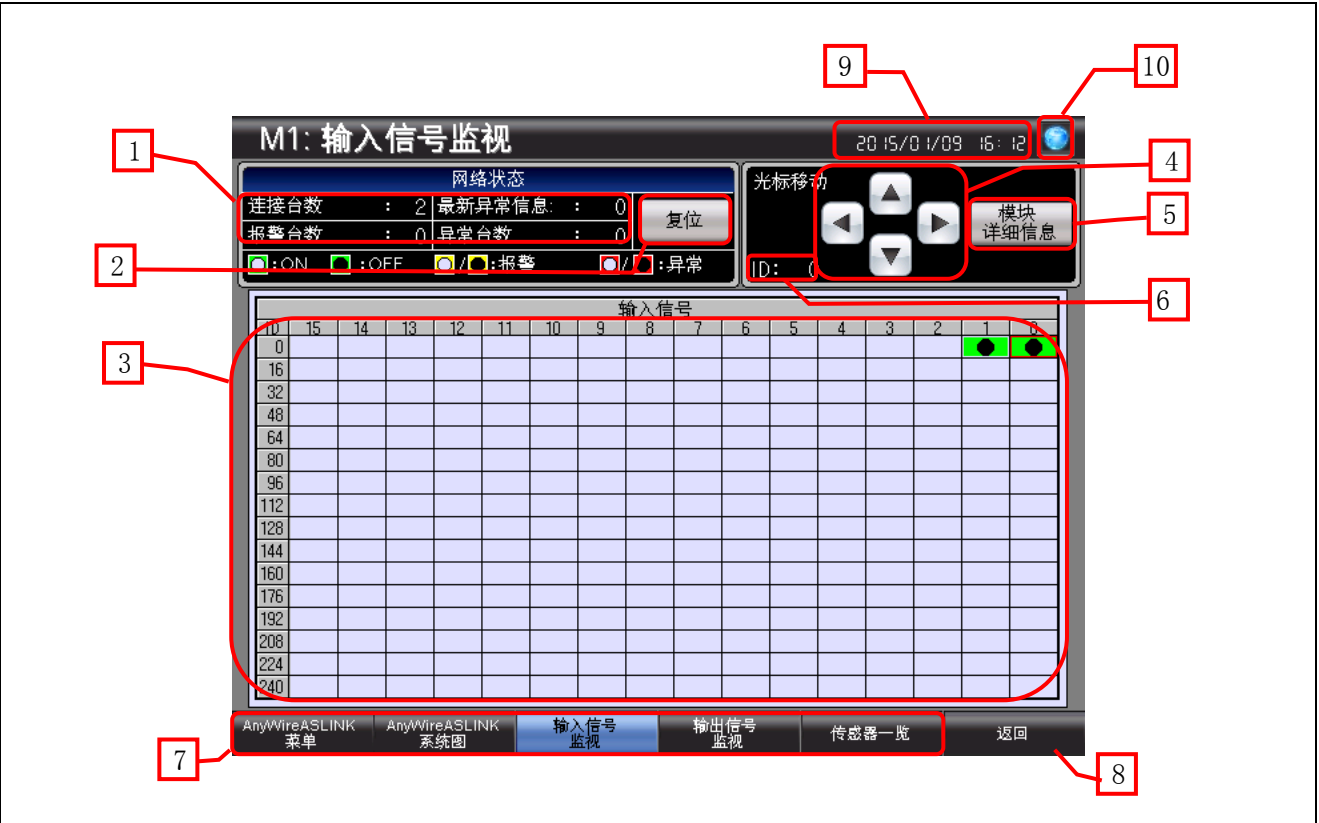 9
10
1
M1: 输入信号监视
2015/01/09 16:12
4
网络状态
光标移动
连接台数 : 2 最新异常信息: : 0
复位
模块
详细信息
5
报警台数 : 0 异常台数 : 0
2
:ON :OFF / :报警 / :异常
ID: 0
6
输入信号
ID 15 14 13 12 11 10 9 8 7 6 5 4 3 2 1 0
0
3
16
32
48
64
80
96
112
128
144
160
176
192
208
224
240
AnyWireASLINK
菜单
AnyWireASLINK
系统图
输入信号
监视
输出信号
监视
传感器一览
返回
7
8